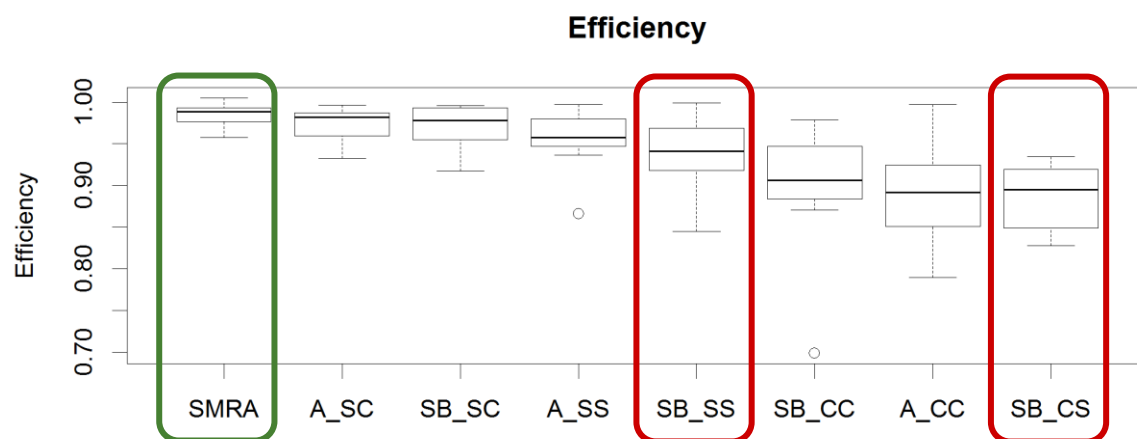 Efficiency
Efficiency
1.00
0.90
0.80
0.70
SMRA A_SC SB_SC A_SS SB_SS SB_CC A_CC SB_CS